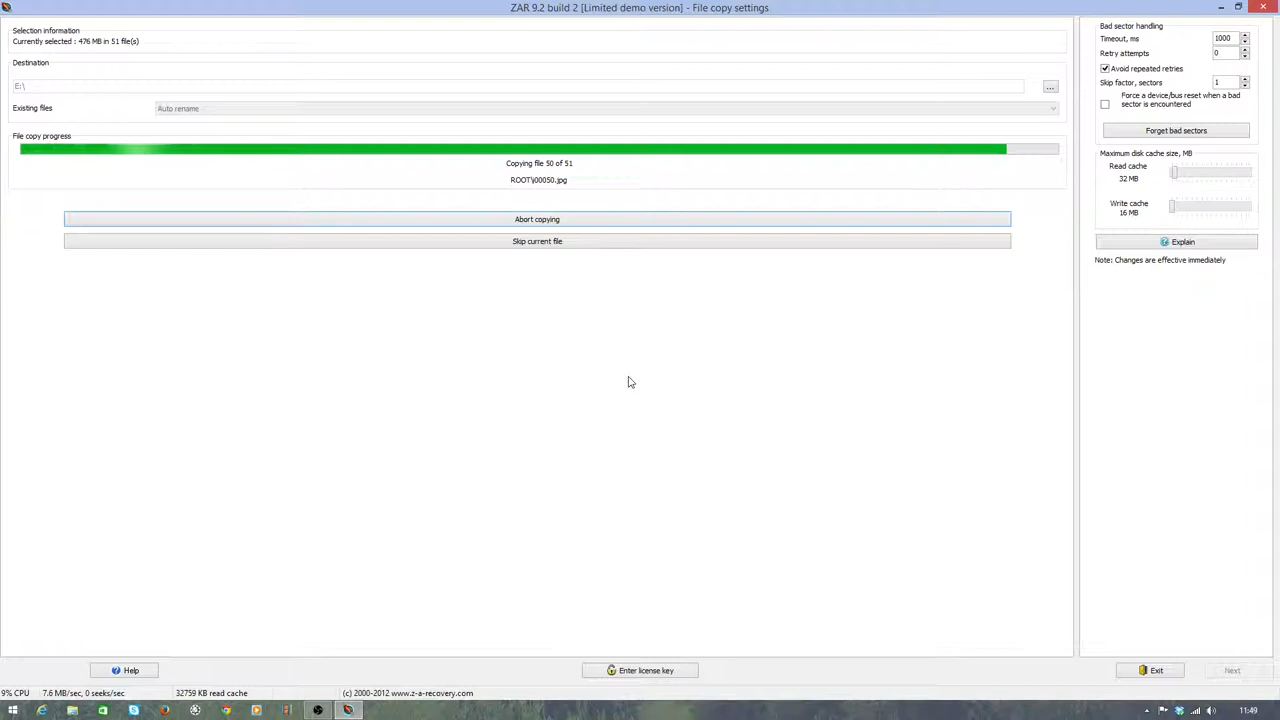 ZAR 9.2 build 2 [Limited demo version] - File copy settings
Selection information
Currently selected : 476 MB in 51 file(s)
Destination
E:\
...
Existing files
Auto rename
File copy progress
Copying file 50 of 51
ROOT\j00050.jpg
Abort copying
Skip current file
Bad sector handling
Timeout, ms
1000
Retry attempts
0
Avoid repeated retries
Skip factor, sectors
1
Force a device/bus reset when a bad
sector is encountered
Forget bad sectors
Maximum disk cache size, MB
Read cache
32 MB
Write cache
16 MB
Explain
Note: Changes are effective immediately
Help
Enter license key
Exit
Next
9% CPU
7.6 MB/sec, 0 seeks/sec
32759 KB read cache
(c) 2000-2012 www.z-a-recovery.com
11:49